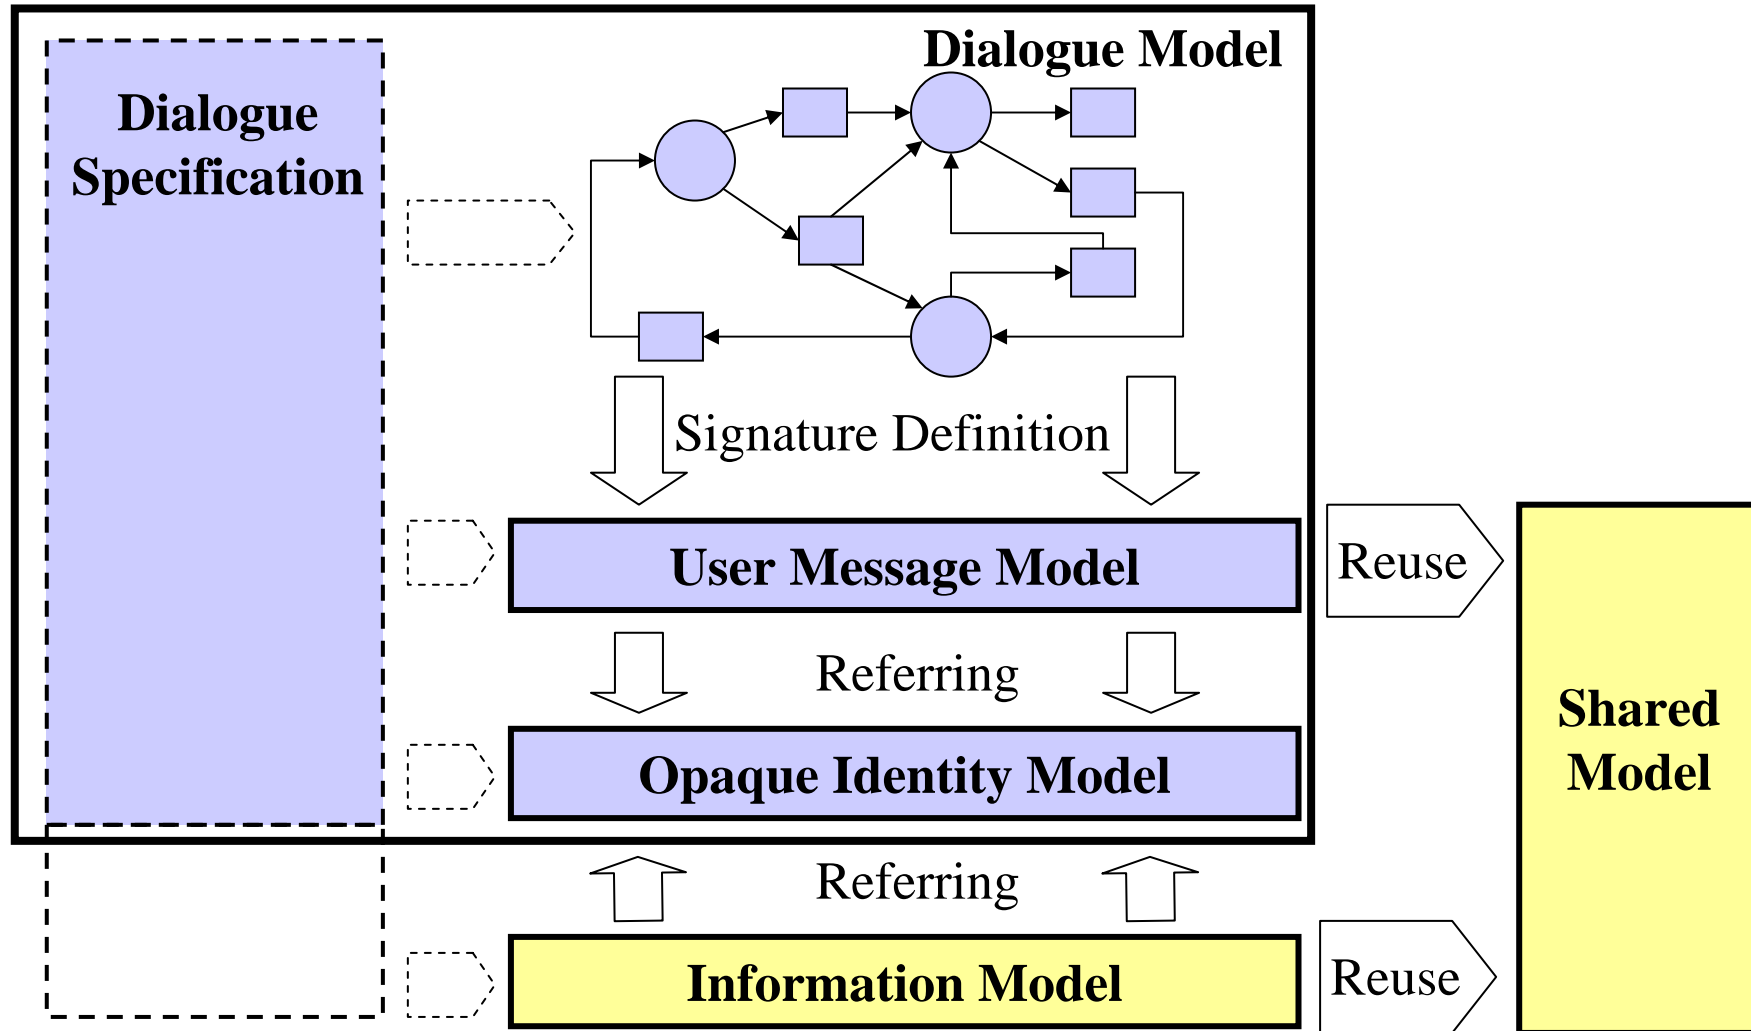 Dialogue Model
Dialogue
Specification
Signature Definition
User Message Model
Reuse
Referring
Shared
Model
Opaque Identity Model
Referring
Information Model
Reuse